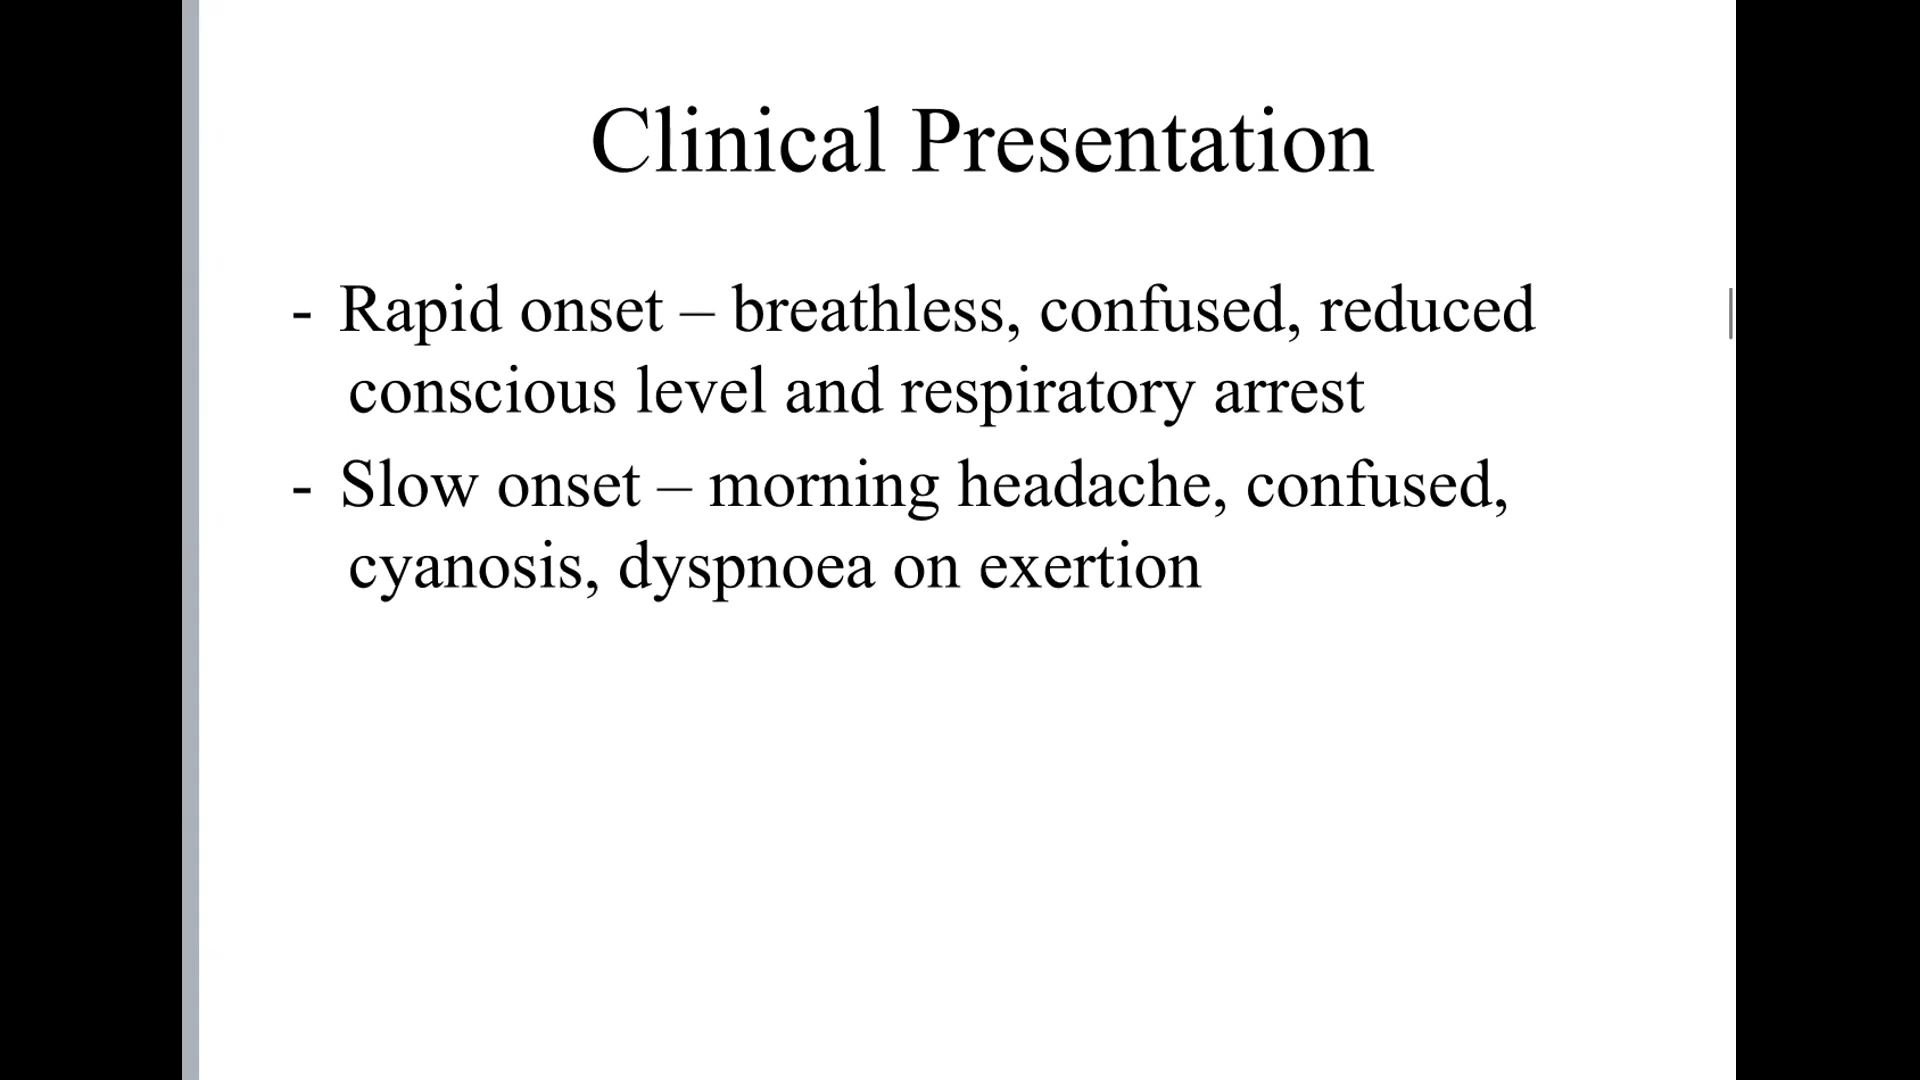 Clinical Presentation
- Rapid onset – breathless, confused, reduced
conscious level and respiratory arrest
- Slow onset – morning headache, confused,
cyanosis, dyspnoea on exertion